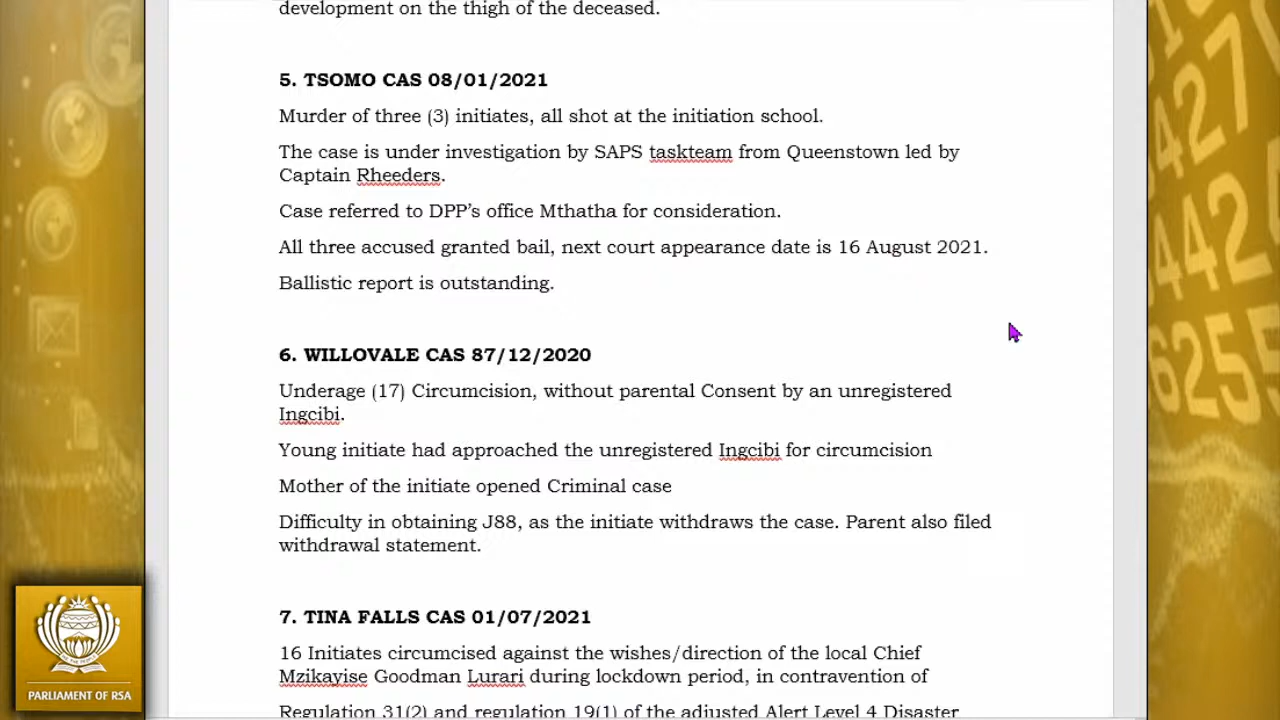 development on the thigh of the deceased.
5. TSOMO CAS 08/01/2021
Murder of three (3) initiates, all shot at the initiation school.
The case is under investigation by SAPS taskteam from Queenstown led by
Captain Rheeders.
Case referred to DPP's office Mthatha for consideration.
All three accused granted bail, next court appearance date is 16 August 2021.
Ballistic report is outstanding.
6. WILLOVALE CAS 87/12/2020
Underage (17) Circumcision, without parental Consent by an unregistered
Ingcibi.
Young initiate had approached the unregistered Ingcibi for circumcision
Mother of the initiate opened Criminal case
Difficulty in obtaining J88, as the initiate withdraws the case. Parent also filed
withdrawal statement.
7. TINA FALLS CAS 01/07/2021
16 Initiates circumcised against the wishes/direction of the local Chief
Mzikayise Goodman Lurari during lockdown period, in contravention of
Regulation 31(2) and regulation 19(1) of the adjusted Alert Level 4 Disaster
PARLIAMENT OF RSA